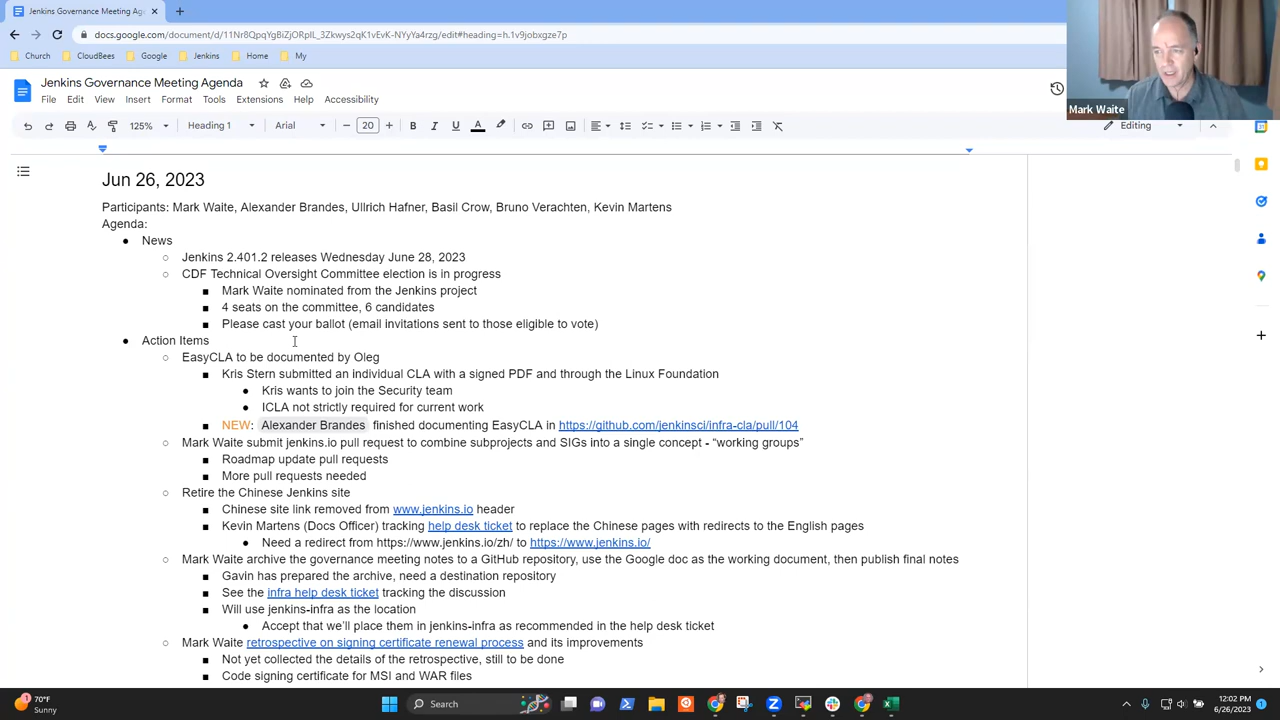 Jenkins Governance Meeting Agenda
docs.google.com/document/d/11Nr8QpqYgBiZjORpIL_3Zkwys2qK1vEvK-NYyYa4rzg/edit#heading=h.1v9jobxgze7p
Church
CloudBees
Google
Jenkins
Home
My
Jenkins Governance Meeting Agenda
File Edit View Insert Format Tools Extensions Help Accessibility
125% Heading 1 Arial 20 Editing
Mark Waite
Jun 26, 2023
Participants: Mark Waite, Alexander Brandes, Ullrich Hafner, Basil Crow, Bruno Verachten, Kevin Martens
Agenda:
● News
○ Jenkins 2.401.2 releases Wednesday June 28, 2023
○ CDF Technical Oversight Committee election is in progress
■ Mark Waite nominated from the Jenkins project
■ 4 seats on the committee, 6 candidates
■ Please cast your ballot (email invitations sent to those eligible to vote)
● Action Items
○ EasyCLA to be documented by Oleg
■ Kris Stern submitted an individual CLA with a signed PDF and through the Linux Foundation
● Kris wants to join the Security team
● ICLA not strictly required for current work
■ NEW: Alexander Brandes finished documenting EasyCLA in https://github.com/jenkinsci/infra-cla/pull/104
○ Mark Waite submit jenkins.io pull request to combine subprojects and SIGs into a single concept - “working groups”
■ Roadmap update pull requests
■ More pull requests needed
○ Retire the Chinese Jenkins site
■ Chinese site link removed from www.jenkins.io header
■ Kevin Martens (Docs Officer) tracking help desk ticket to replace the Chinese pages with redirects to the English pages
● Need a redirect from https://www.jenkins.io/zh/ to https://www.jenkins.io/
○ Mark Waite archive the governance meeting notes to a GitHub repository, use the Google doc as the working document, then publish final notes
■ Gavin has prepared the archive, need a destination repository
■ See the infra help desk ticket tracking the discussion
■ Will use jenkins-infra as the location
● Accept that we'll place them in jenkins-infra as recommended in the help desk ticket
○ Mark Waite retrospective on signing certificate renewal process and its improvements
■ Not yet collected the details of the retrospective, still to be done
■ Code signing certificate for MSI and WAR files
70°F
Sunny
Search
12:02 PM
6/26/2023